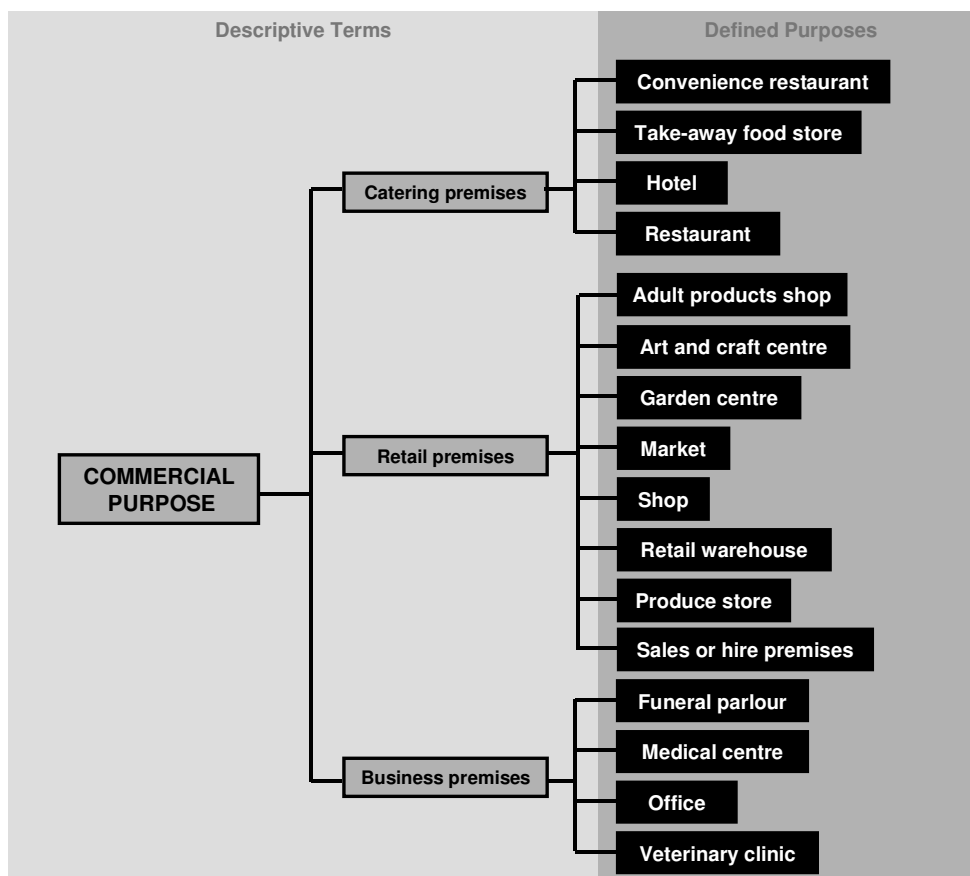 Descriptive Terms
Defined Purposes
COMMERCIAL
PURPOSE
Catering premises
Convenience restaurant
Take-away food store
Hotel
Restaurant
Retail premises
Adult products shop
Art and craft centre
Garden centre
Market
Shop
Retail warehouse
Produce store
Sales or hire premises
Business premises
Funeral parlour
Medical centre
Office
Veterinary clinic